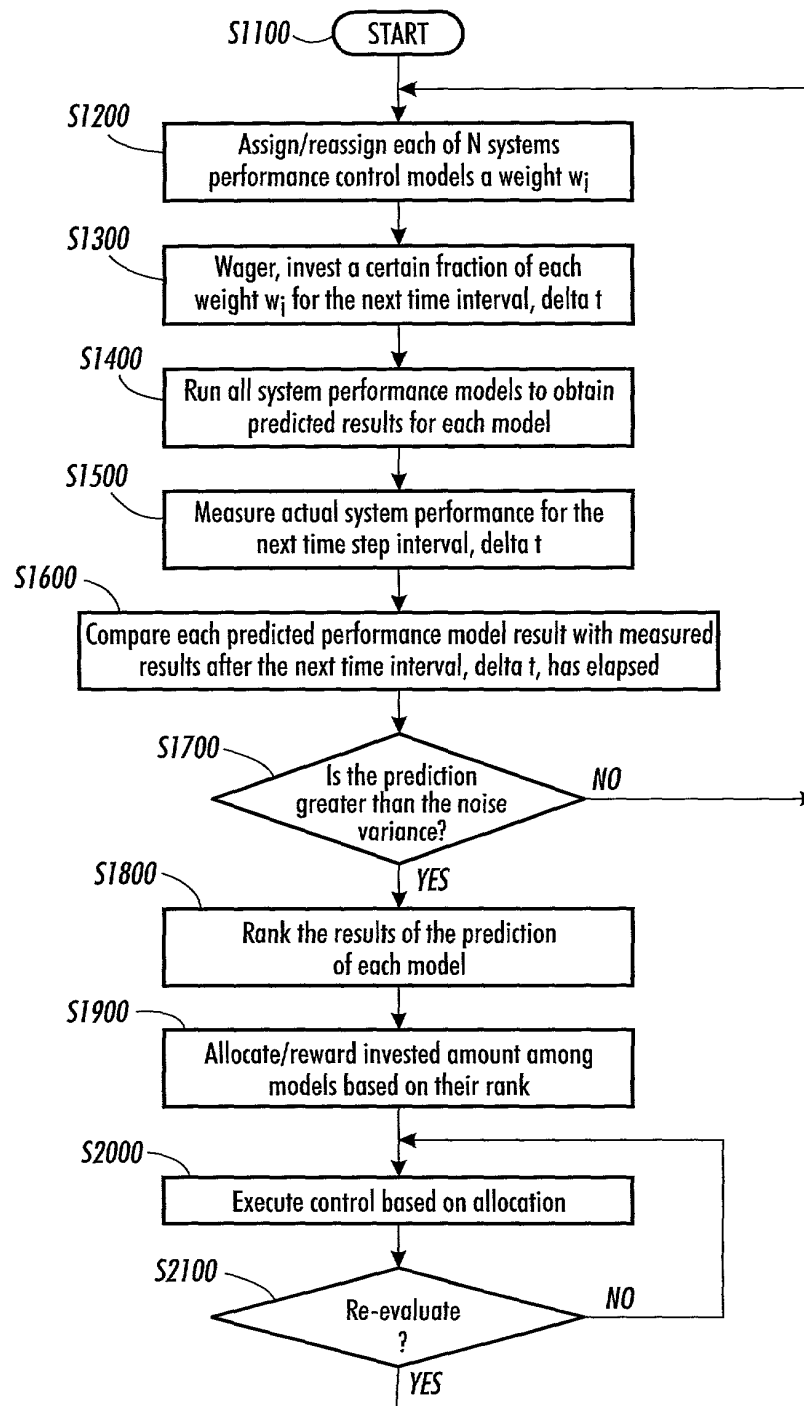 S1100
START
S1200
Assign/reassign each of N systems
performance control models a weight wj
S1300
Wager, invest a certain fraction of each
weight wj for the next time interval, delta t
S1400
Run all system performance models to obtain
predicted results for each model
S1500
Measure actual system performance for the
next time step interval, delta t
S1600
Compare each predicted performance model result with measured
results after the next time interval, delta t, has elapsed
S1700
Is the prediction
greater than the noise
variance?
NO
YES
S1800
Rank the results of the prediction
of each model
S1900
Allocate/reward invested amount among
models based on their rank
S2000
Execute control based on allocation
S2100
Re-evaluate
?
NO
YES